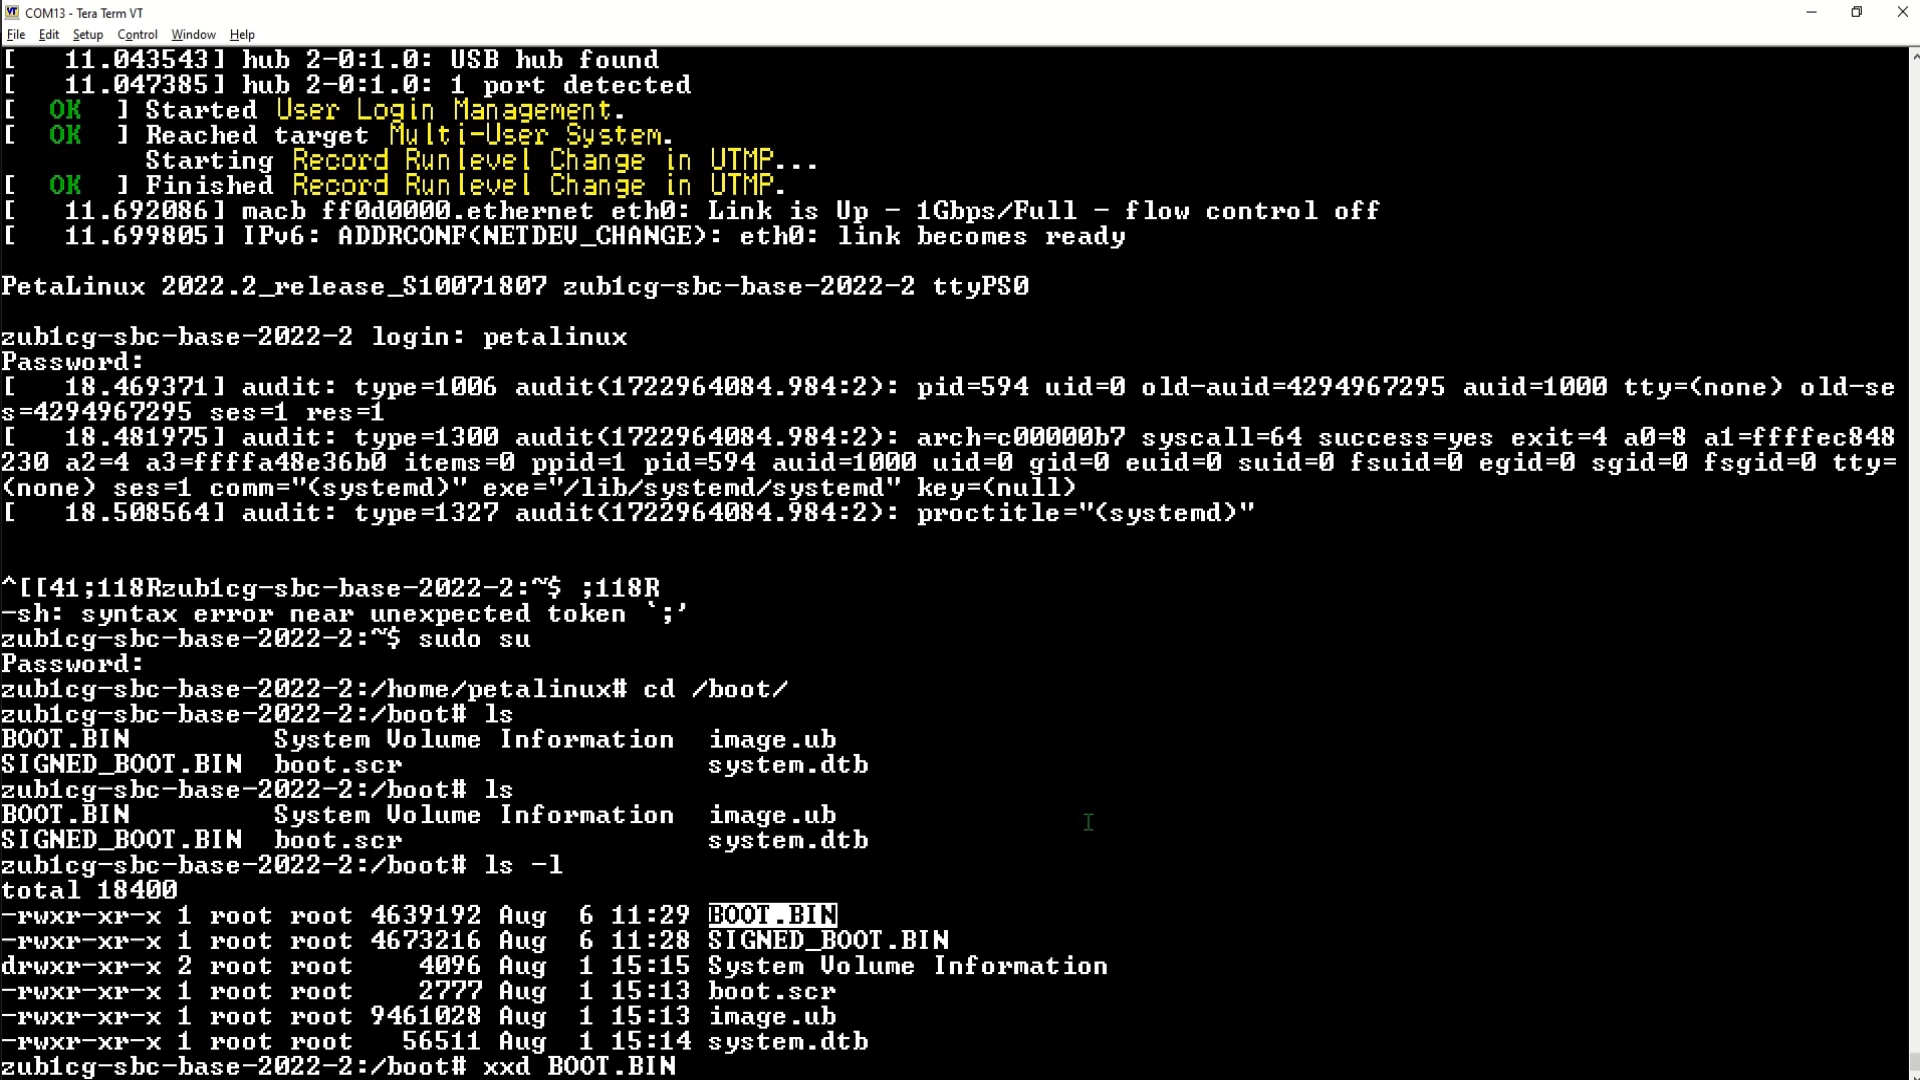 COM13 - Tera Term VT
File Edit Setup Control Window Help
[   11.043543] hub 2-0:1.0: USB hub found
[   11.047385] hub 2-0:1.0: 1 port detected
[  OK  ] Started User Login Management.
[  OK  ] Reached target Multi-User System.
         Starting Record Runlevel Change in UTMP...
[  OK  ] Finished Record Runlevel Change in UTMP.
[   11.692086] macb ff0d0000.ethernet eth0: Link is Up - 1Gbps/Full - flow control off
[   11.699805] IPv6: ADDRCONF(NETDEV_CHANGE): eth0: link becomes ready
PetaLinux 2022.2_release_S10071807 zub1cg-sbc-base-2022-2 ttyPS0
zub1cg-sbc-base-2022-2 login: petalinux
Password:
[   18.469371] audit: type=1006 audit(1722964084.984:2): pid=594 uid=0 old-auid=4294967295 auid=1000 tty=(none) old-se
s=4294967295 ses=1 res=1
[   18.481975] audit: type=1300 audit(1722964084.984:2): arch=c00000b7 syscall=64 success=yes exit=4 a0=8 a1=ffffec848
230 a2=4 a3=ffffa48e36b0 items=0 ppid=1 pid=594 auid=1000 uid=0 gid=0 euid=0 suid=0 fsuid=0 egid=0 sgid=0 fsgid=0 tty=
(none) ses=1 comm="(systemd)" exe="/lib/systemd/systemd" key=(null)
[   18.508564] audit: type=1327 audit(1722964084.984:2): proctitle="(systemd)"
^[[41;118Rzub1cg-sbc-base-2022-2:~$ ;118R
-sh: syntax error near unexpected token `;'
zub1cg-sbc-base-2022-2:~$ sudo su
Password:
zub1cg-sbc-base-2022-2:/home/petalinux# cd /boot/
zub1cg-sbc-base-2022-2:/boot# ls
BOOT.BIN         System Volume Information  image.ub
SIGNED_BOOT.BIN  boot.scr                   system.dtb
zub1cg-sbc-base-2022-2:/boot# ls
BOOT.BIN         System Volume Information  image.ub
SIGNED_BOOT.BIN  boot.scr                   system.dtb
zub1cg-sbc-base-2022-2:/boot# ls -l
total 18400
-rwxr-xr-x 1 root root 4639192 Aug  6 11:29 BOOT.BIN
-rwxr-xr-x 1 root root 4673216 Aug  6 11:28 SIGNED_BOOT.BIN
drwxr-xr-x 2 root root    4096 Aug  1 15:15 System Volume Information
-rwxr-xr-x 1 root root    2777 Aug  1 15:13 boot.scr
-rwxr-xr-x 1 root root 9461028 Aug  1 15:13 image.ub
-rwxr-xr-x 1 root root   56511 Aug  1 15:14 system.dtb
zub1cg-sbc-base-2022-2:/boot# xxd BOOT.BIN